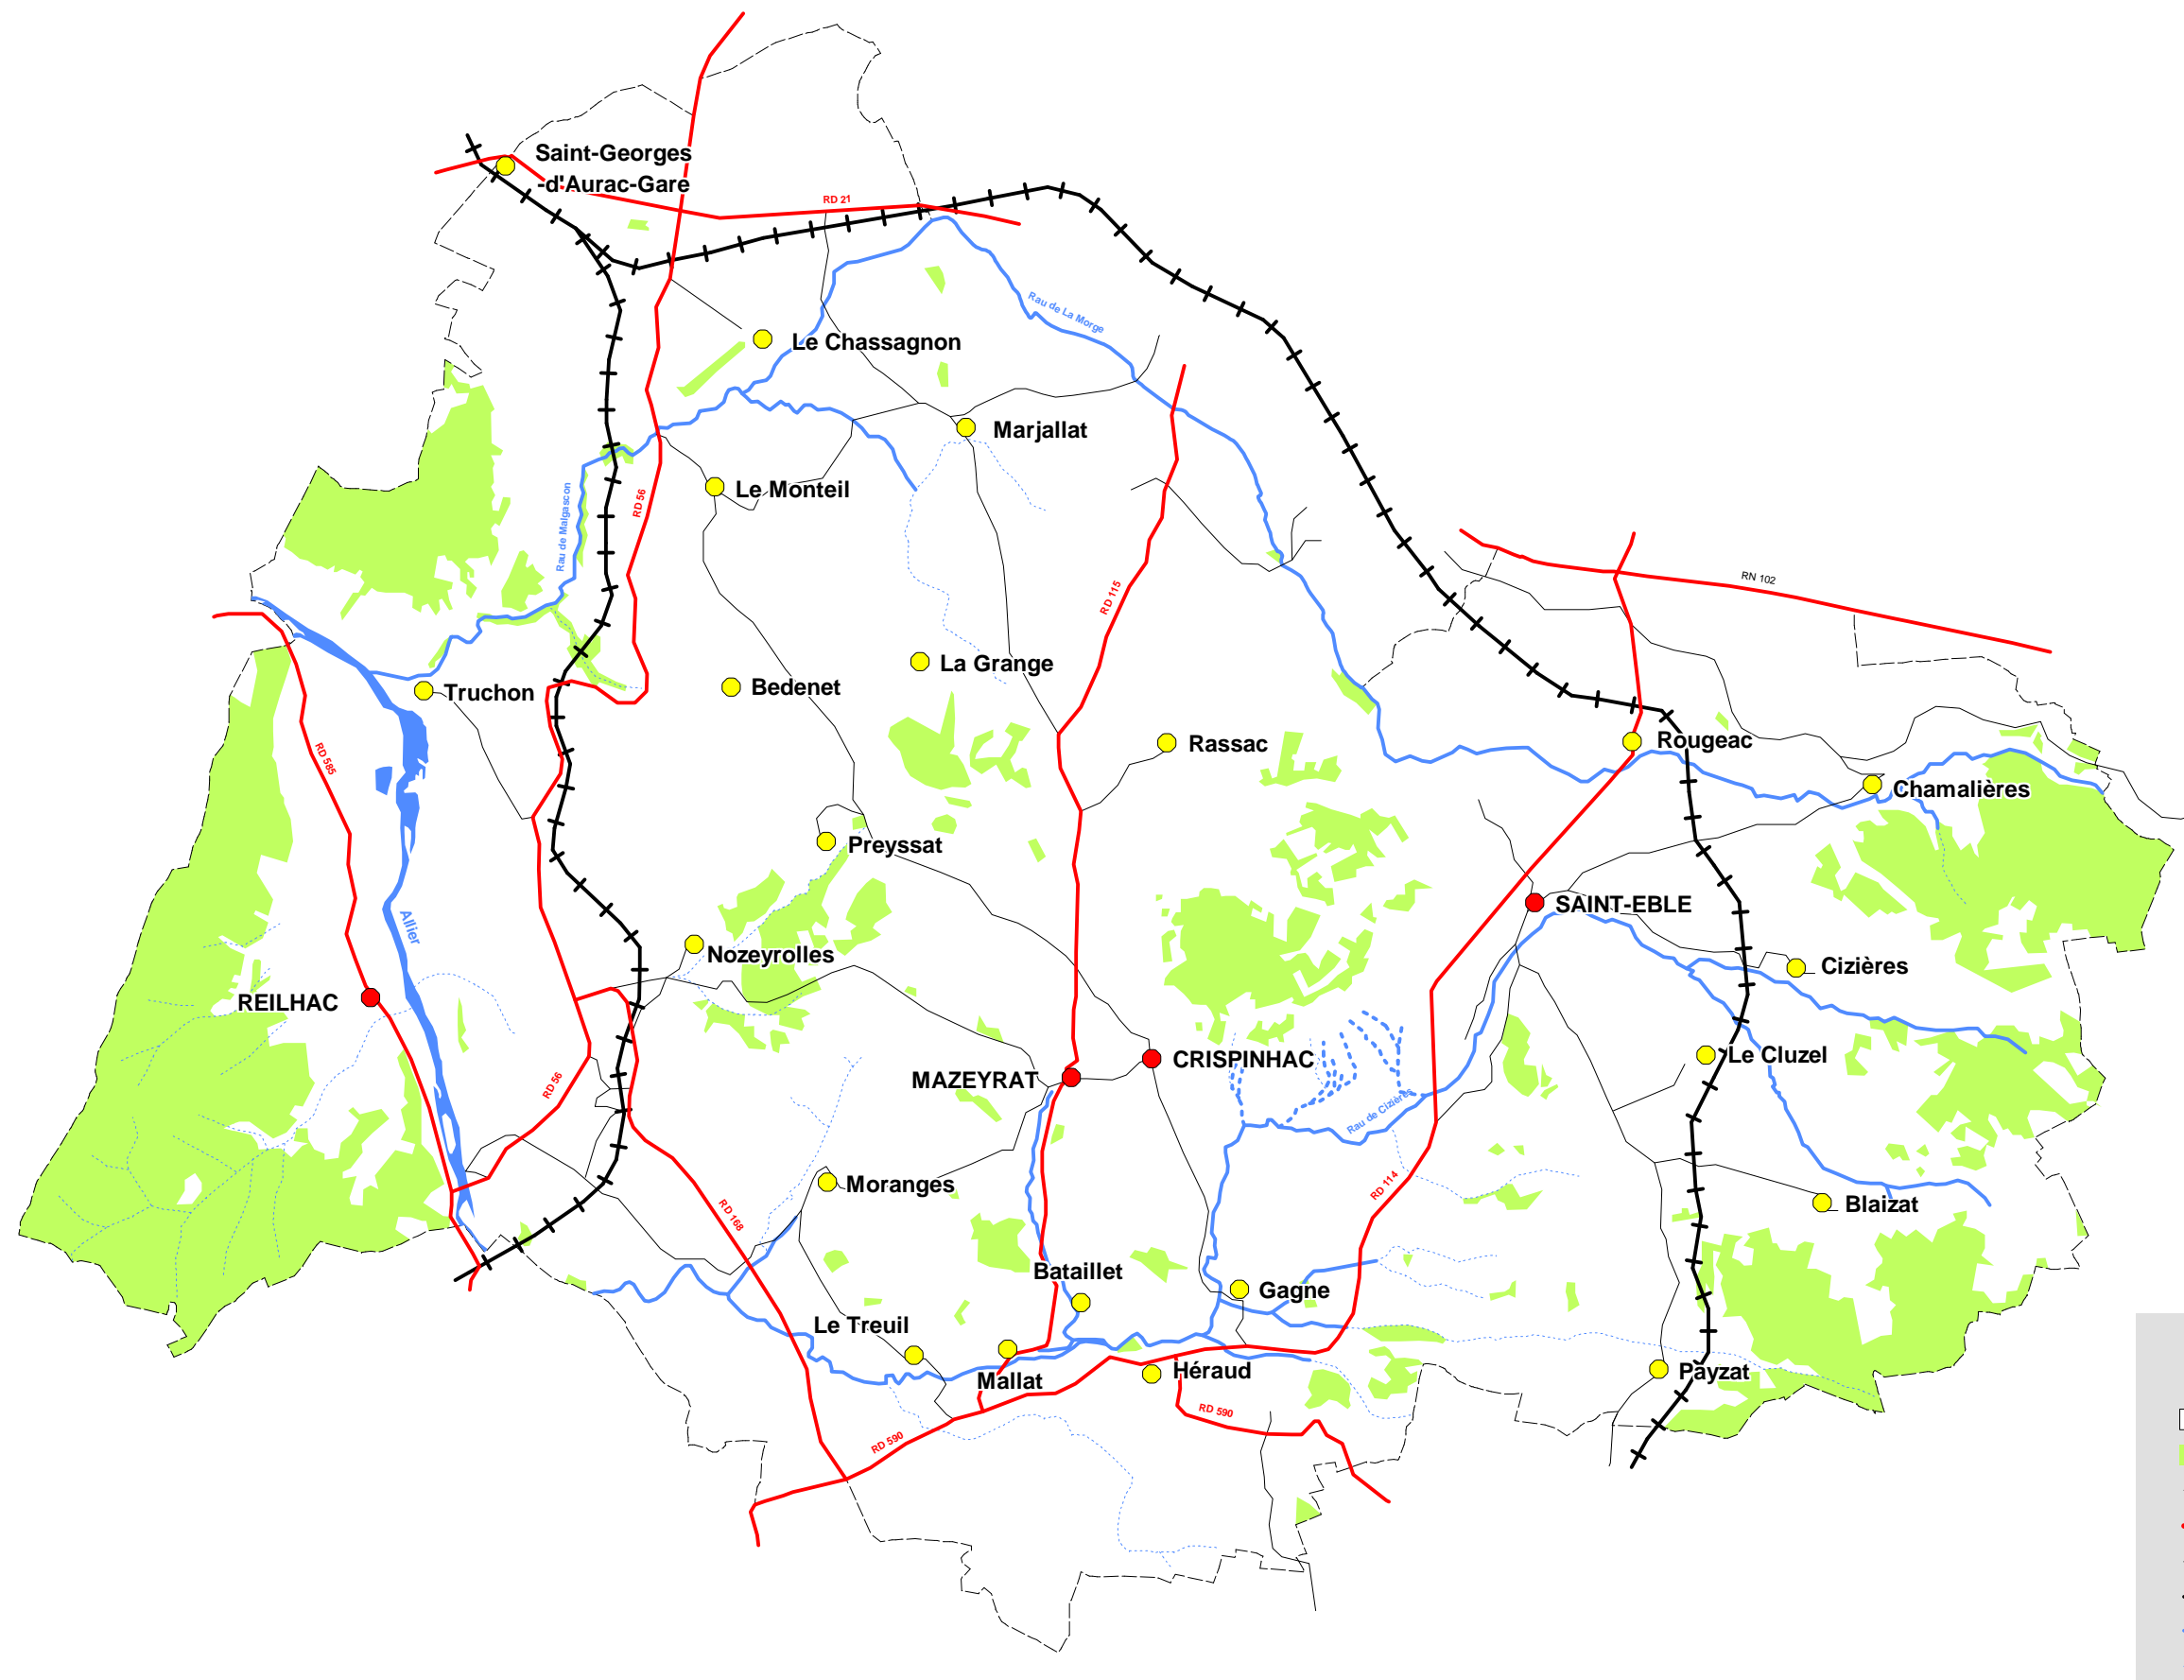 Saint-Georges
-d'Aurac-Gare
RD 21
Rau de La Morge
Le Chassagnon
Marjallat
Le Monteil
RD 56
Rau de Malgascon
RN 102
RD 115
La Grange
Bedenet
Truchon
Rassac
Rougeac
RD 585
Chamalières
Preyssat
SAINT-EBLE
Allier
Nozeyrolles
Cizières
REILHAC
Le Cluzel
CRISPINHAC
MAZEYRAT
RD 56
Rau de Cizières
Moranges
RD 114
Blaizat
RD 168
Bataillet
Gagne
Le Treuil
Héraud
Payzat
Mallat
RD 590
RD 590